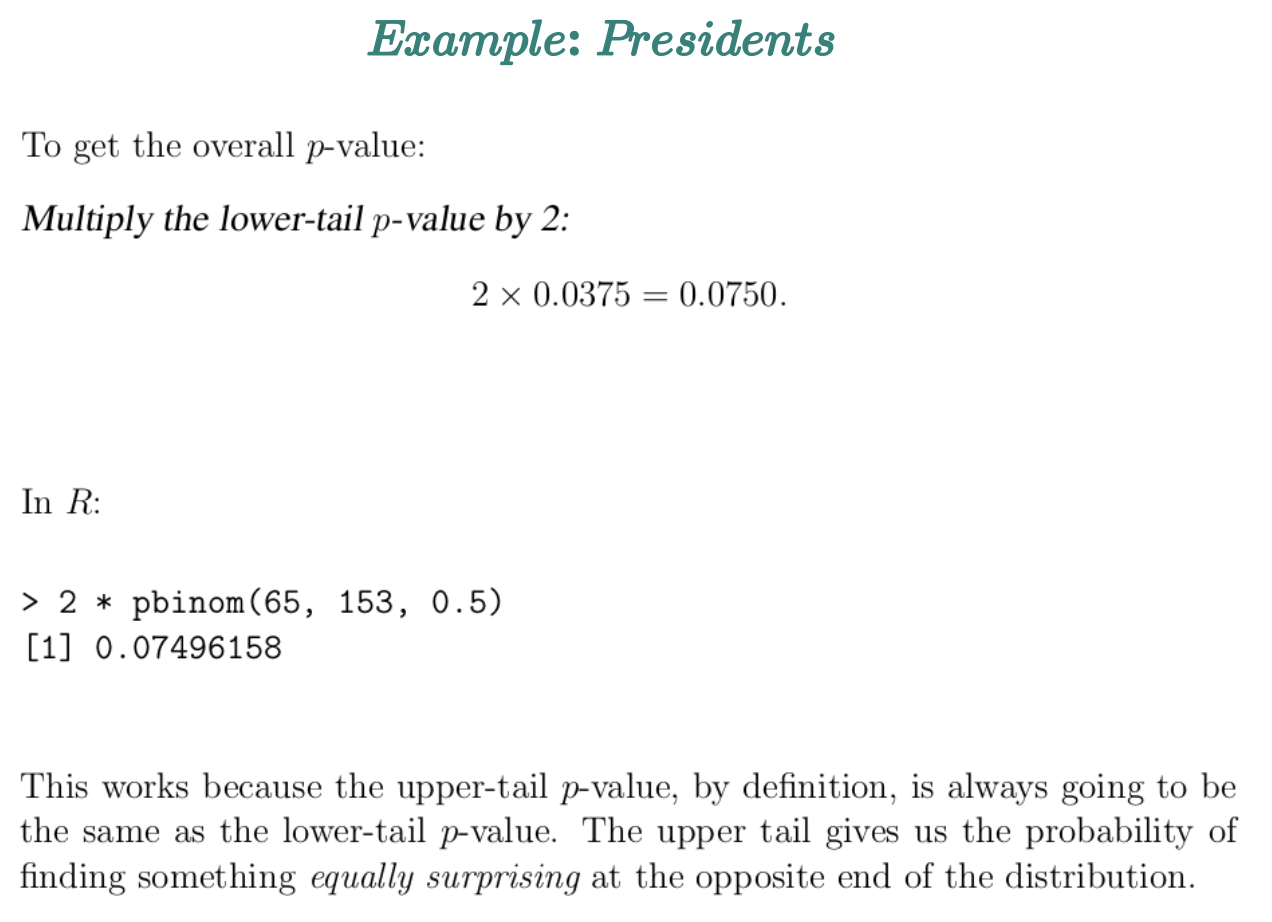 Example: Presidents
To get the overall p-value:
Multiply the lower-tail p-value by 2:
2 × 0.0375 = 0.0750.
In R:
> 2 * pbinom(65, 153, 0.5)
[1] 0.07496158
This works because the upper-tail p-value, by definition, is always going to be
the same as the lower-tail p-value. The upper tail gives us the probability of
finding something equally surprising at the opposite end of the distribution.